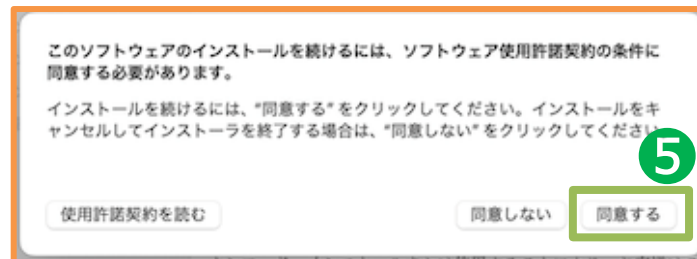 このソフトウェアのインストールを続けるには、ソフトウェア使用許諾契約の条件に
同意する必要があります。
インストールを続けるには、“同意する”をクリックしてください。インストールをキ
ャンセルしてインストーラを終了する場合は、“同意しない”をクリックしてください
5
使用許諾契約を読む
同意しない
同意する